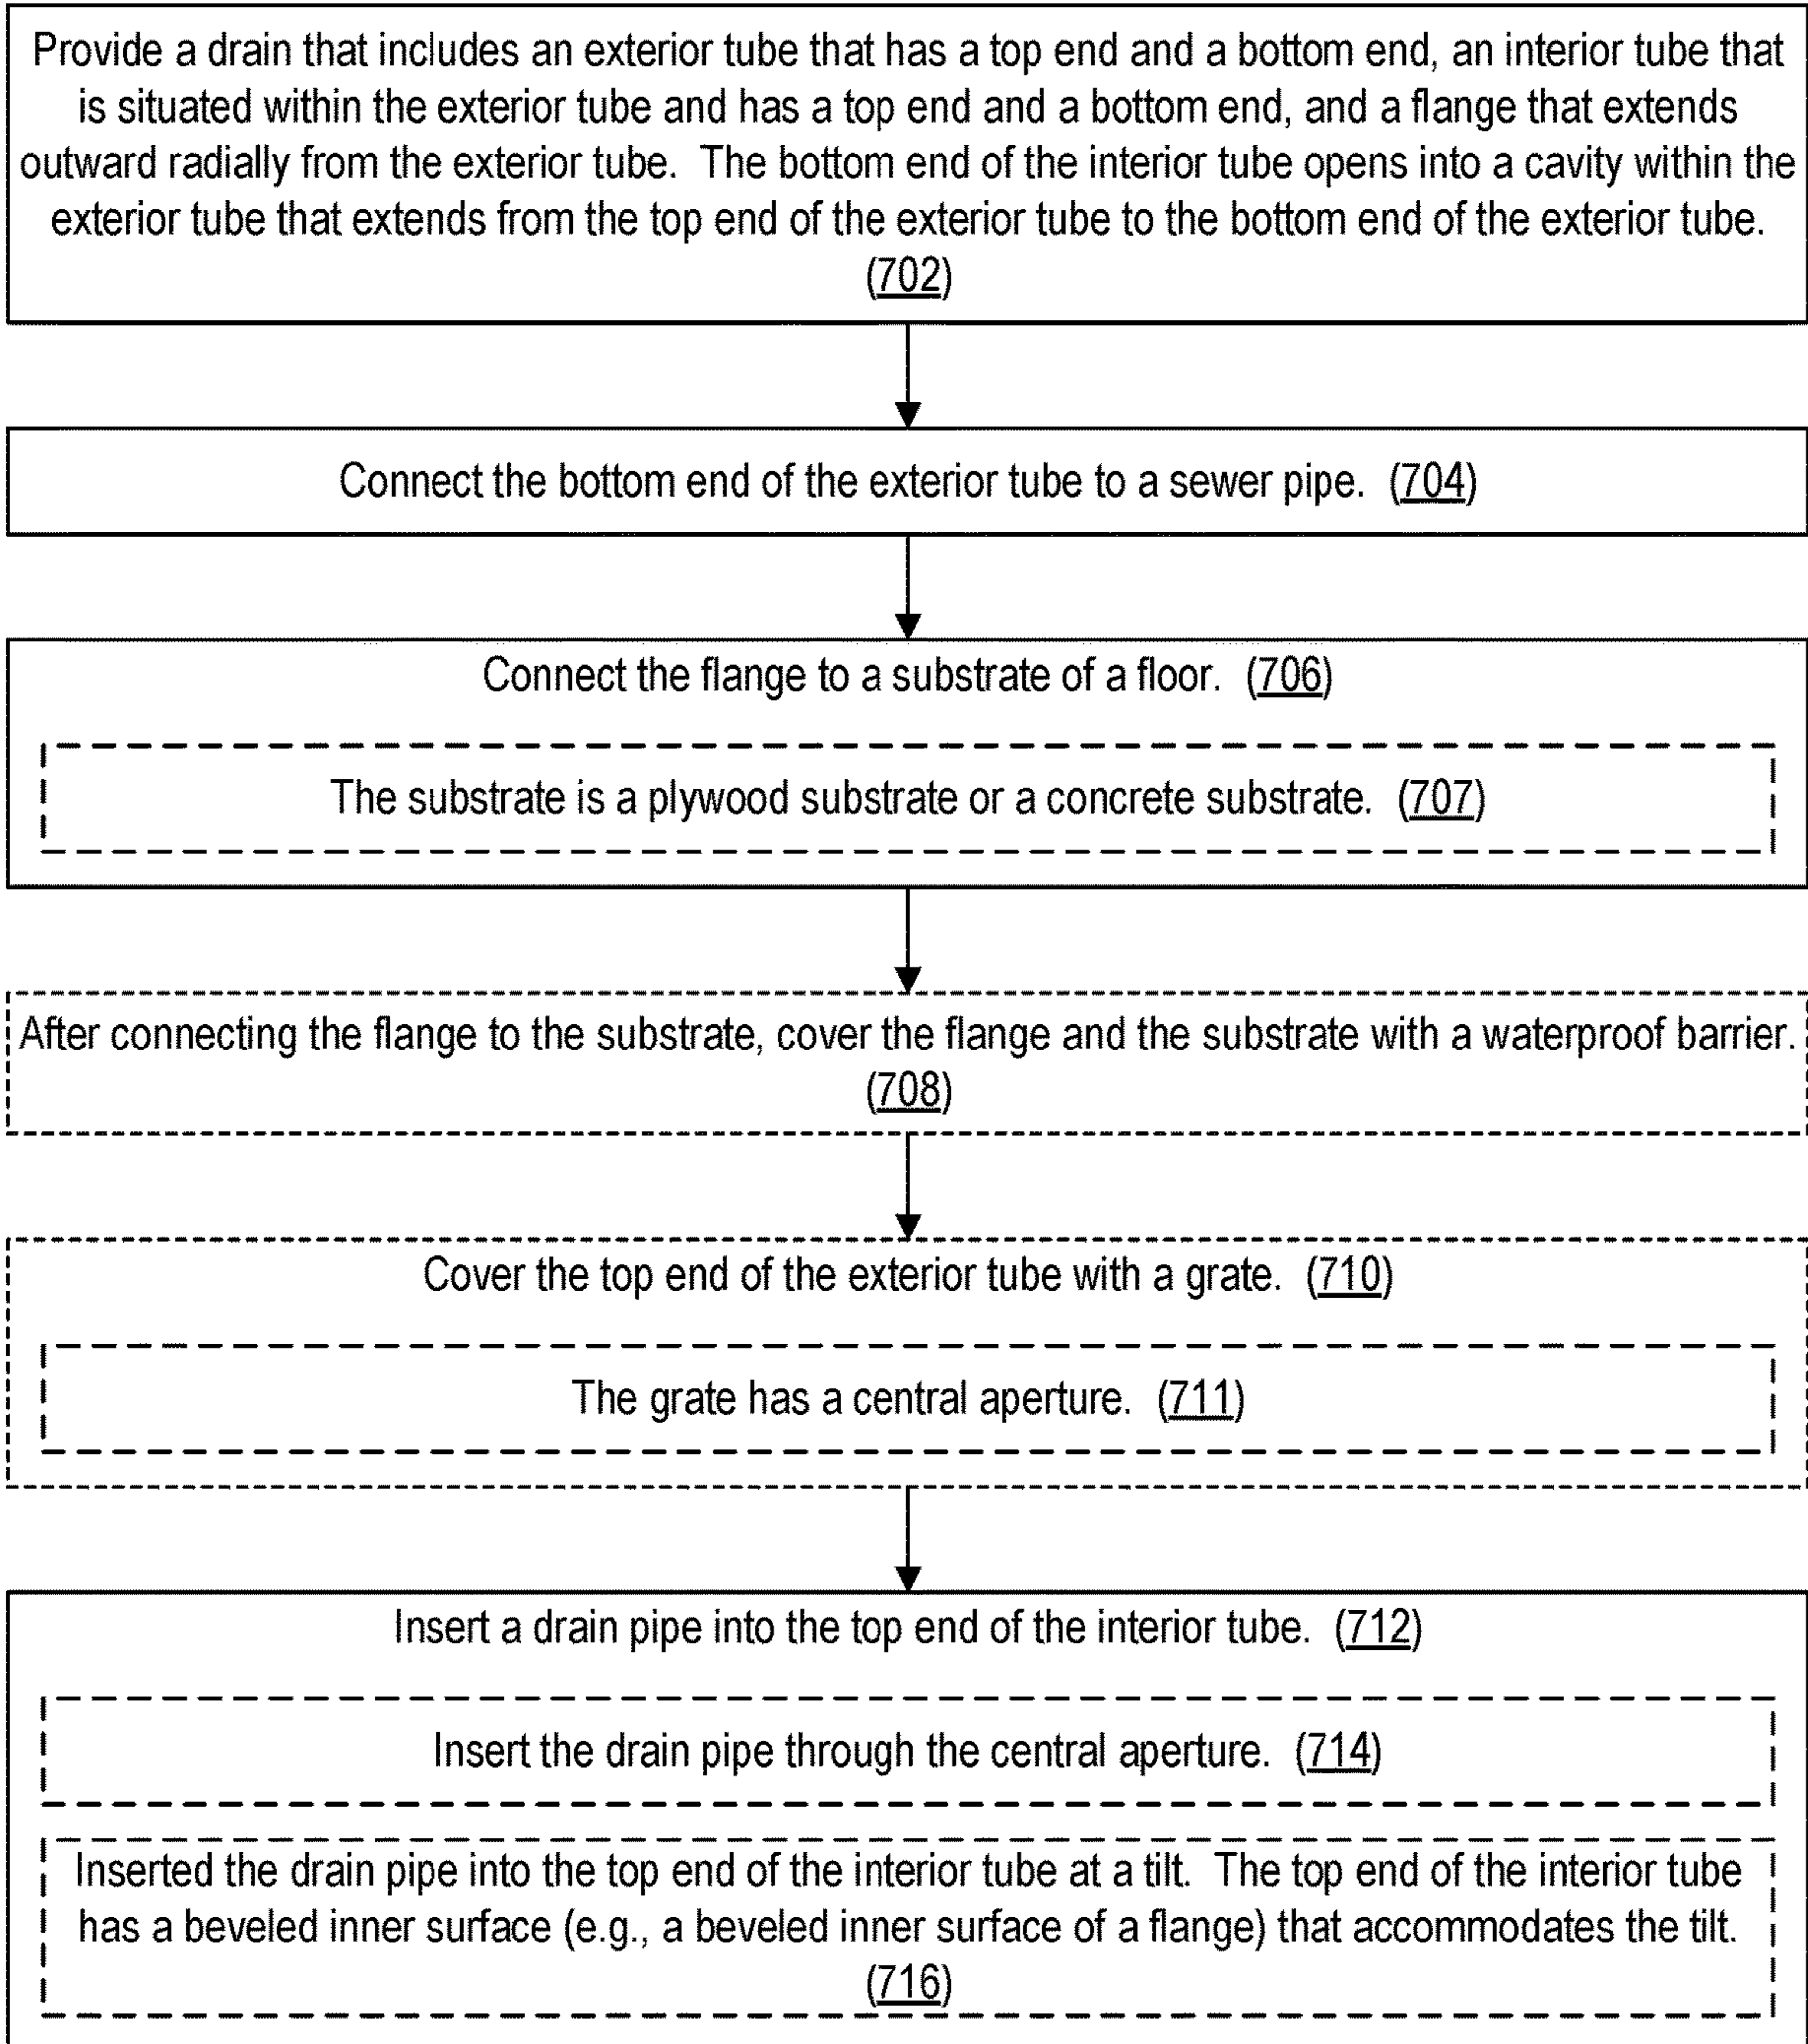 Provide a drain that includes an exterior tube that has a top end and a bottom end, an interior tube that
is situated within the exterior tube and has a top end and a bottom end, and a flange that extends
outward radially from the exterior tube.  The bottom end of the interior tube opens into a cavity within the
exterior tube that extends from the top end of the exterior tube to the bottom end of the exterior tube.
(702)
Connect the bottom end of the exterior tube to a sewer pipe.  (704)
Connect the flange to a substrate of a floor.  (706)
The substrate is a plywood substrate or a concrete substrate.  (707)
After connecting the flange to the substrate, cover the flange and the substrate with a waterproof barrier.
(708)
Cover the top end of the exterior tube with a grate.  (710)
The grate has a central aperture.  (711)
Insert a drain pipe into the top end of the interior tube.  (712)
Insert the drain pipe through the central aperture.  (714)
Inserted the drain pipe into the top end of the interior tube at a tilt.  The top end of the interior tube
has a beveled inner surface (e.g., a beveled inner surface of a flange) that accommodates the tilt.
(716)